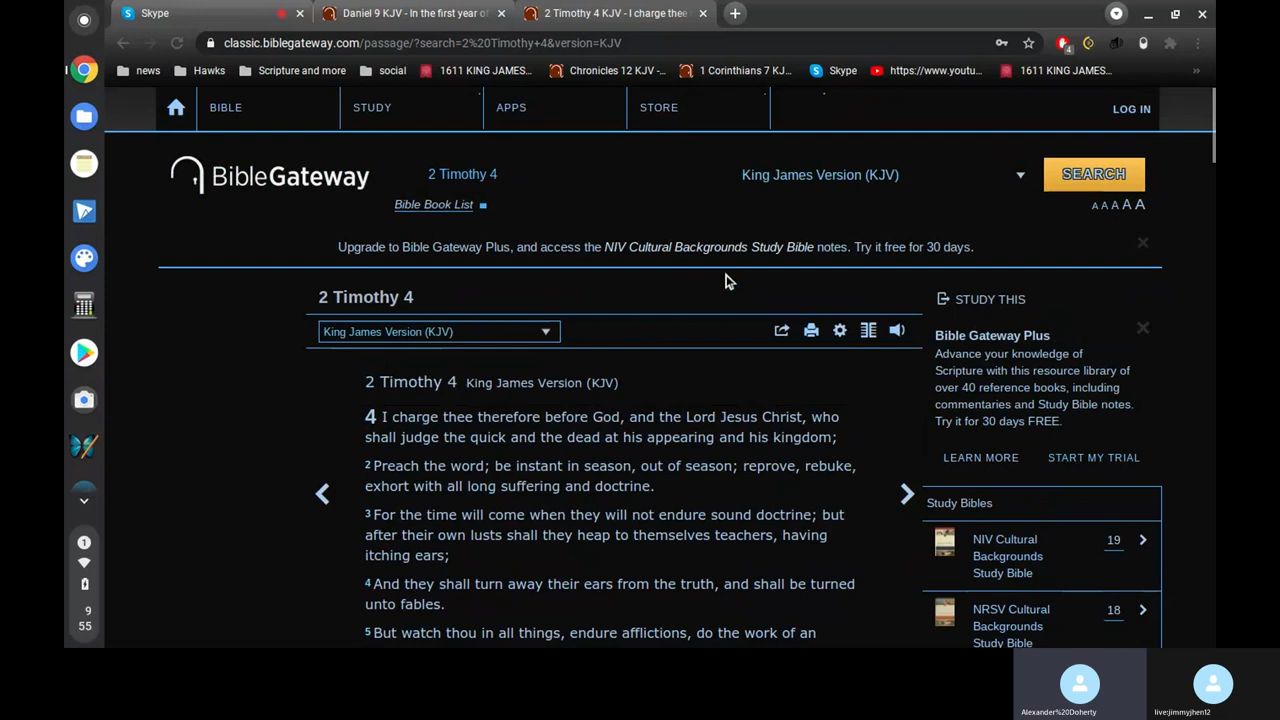 Skype
Daniel 9 KJV - In the first year of
2 Timothy 4 KJV - I charge thee
classic.biblegateway.com/passage/?search=2%20Timothy+4&version=KJV
4
news
Hawks
Scripture and more
social
1611 KING JAMES...
Chronicles 12 KJV -...
1 Corinthians 7 KJ...
Skype
https://www.youtu...
1611 KING JAMES...
»
BIBLE
STUDY
APPS
STORE
LOG IN
BibleGateway
2 Timothy 4
King James Version (KJV)
SEARCH
Bible Book List
A A A A A
Upgrade to Bible Gateway Plus, and access the NIV Cultural Backgrounds Study Bible notes. Try it free for 30 days.
2 Timothy 4
King James Version (KJV)
2 Timothy 4 King James Version (KJV)
4 I charge thee therefore before God, and the Lord Jesus Christ, who
shall judge the quick and the dead at his appearing and his kingdom;
2 Preach the word; be instant in season, out of season; reprove, rebuke,
exhort with all long suffering and doctrine.
3 For the time will come when they will not endure sound doctrine; but
after their own lusts shall they heap to themselves teachers, having
itching ears;
4 And they shall turn away their ears from the truth, and shall be turned
unto fables.
5 But watch thou in all things, endure afflictions, do the work of an
STUDY THIS
Bible Gateway Plus
Advance your knowledge of
Scripture with this resource library of
over 40 reference books, including
commentaries and Study Bible notes.
Try it for 30 days FREE.
LEARN MORE
START MY TRIAL
Study Bibles
NIV Cultural
Backgrounds
Study Bible
19
NRSV Cultural
Backgrounds
Study Bible
18
1
9
55
Alexander%20Doherty
live:jimmyjhen12